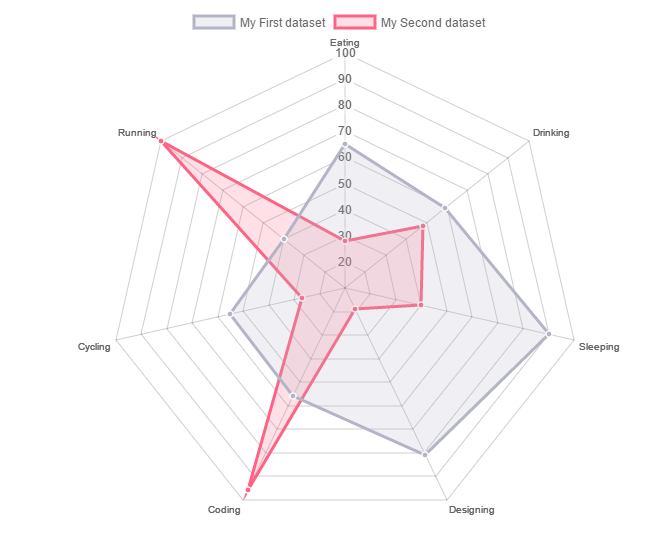 My First dataset My Second dataset
Eating
100
90
80
70
60
50
40
30
20
Running
Drinking
Cycling
Sleeping
Coding
Designing